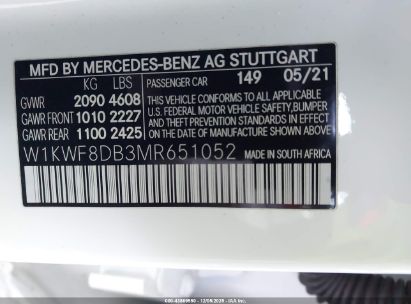 MFD BY MERCEDES-BENZ AG STUTTGART
KG LBS PASSENGER CAR 149 05/21
GVWR 2090 4608
GAWR FRONT 1010 2227
GAWR REAR 1100 2425
THIS VEHICLE CONFORMS TO ALL APPLICABLE
U.S. FEDERAL MOTOR VEHICLE SAFETY, BUMPER
AND THEFT PREVENTION STANDARDS IN EFFECT
ON THE DATE OF MANUFACTURE SHOWN ABOVE.
W1KWF8DB3MR651052 MADE IN SOUTH AFRICA